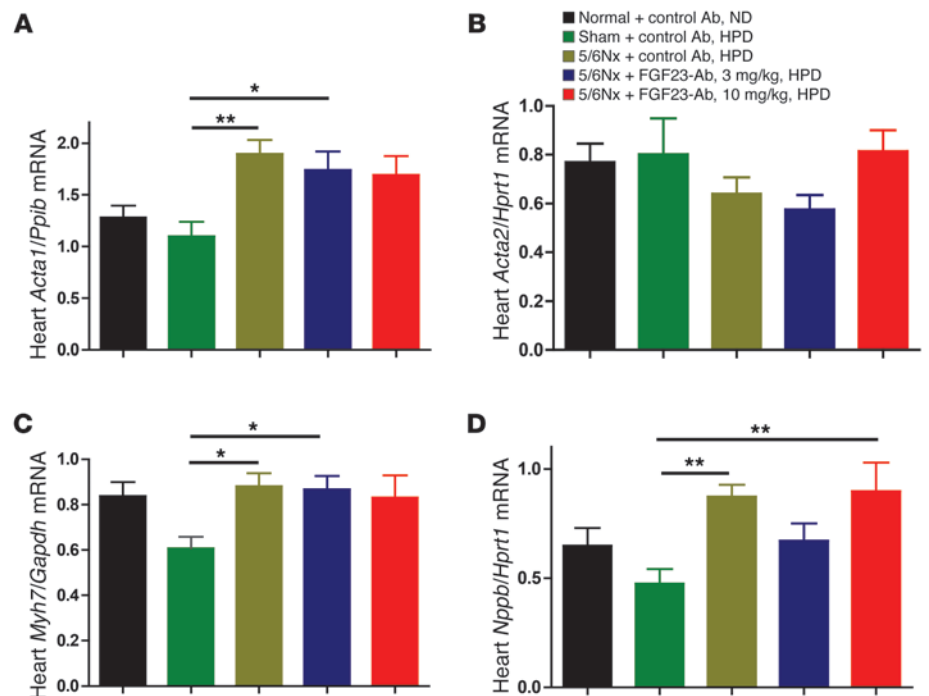 A
B
Normal + control Ab, ND
Sham + control Ab, HPD
5/6Nx + control Ab, HPD
5/6Nx + FGF23-Ab, 3 mg/kg, HPD
5/6Nx + FGF23-Ab, 10 mg/kg, HPD
Heart Acta1/Ppib mRNA
2.0
1.5
1.0
0.5
0.0
*
**
Heart Acta2/Hprt1 mRNA
1.0
0.8
0.6
0.4
0.2
0.0
C
D
Heart Myh7/Gapdh mRNA
1.0
0.8
0.6
0.4
0.2
0.0
*
*
Heart Nppb/Hprt1 mRNA
1.0
0.5
0.0
**
**